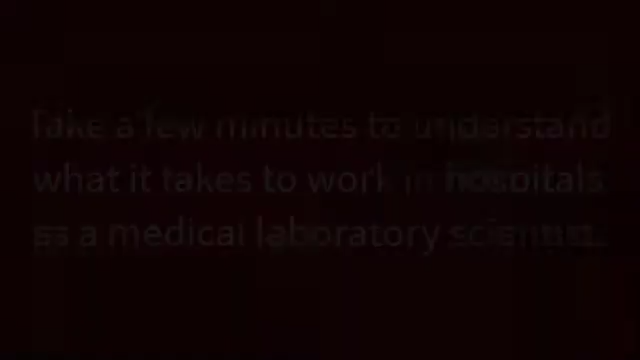 Take a few minutes to understand
what it takes to work in hospitals
as a medical laboratory scientist.